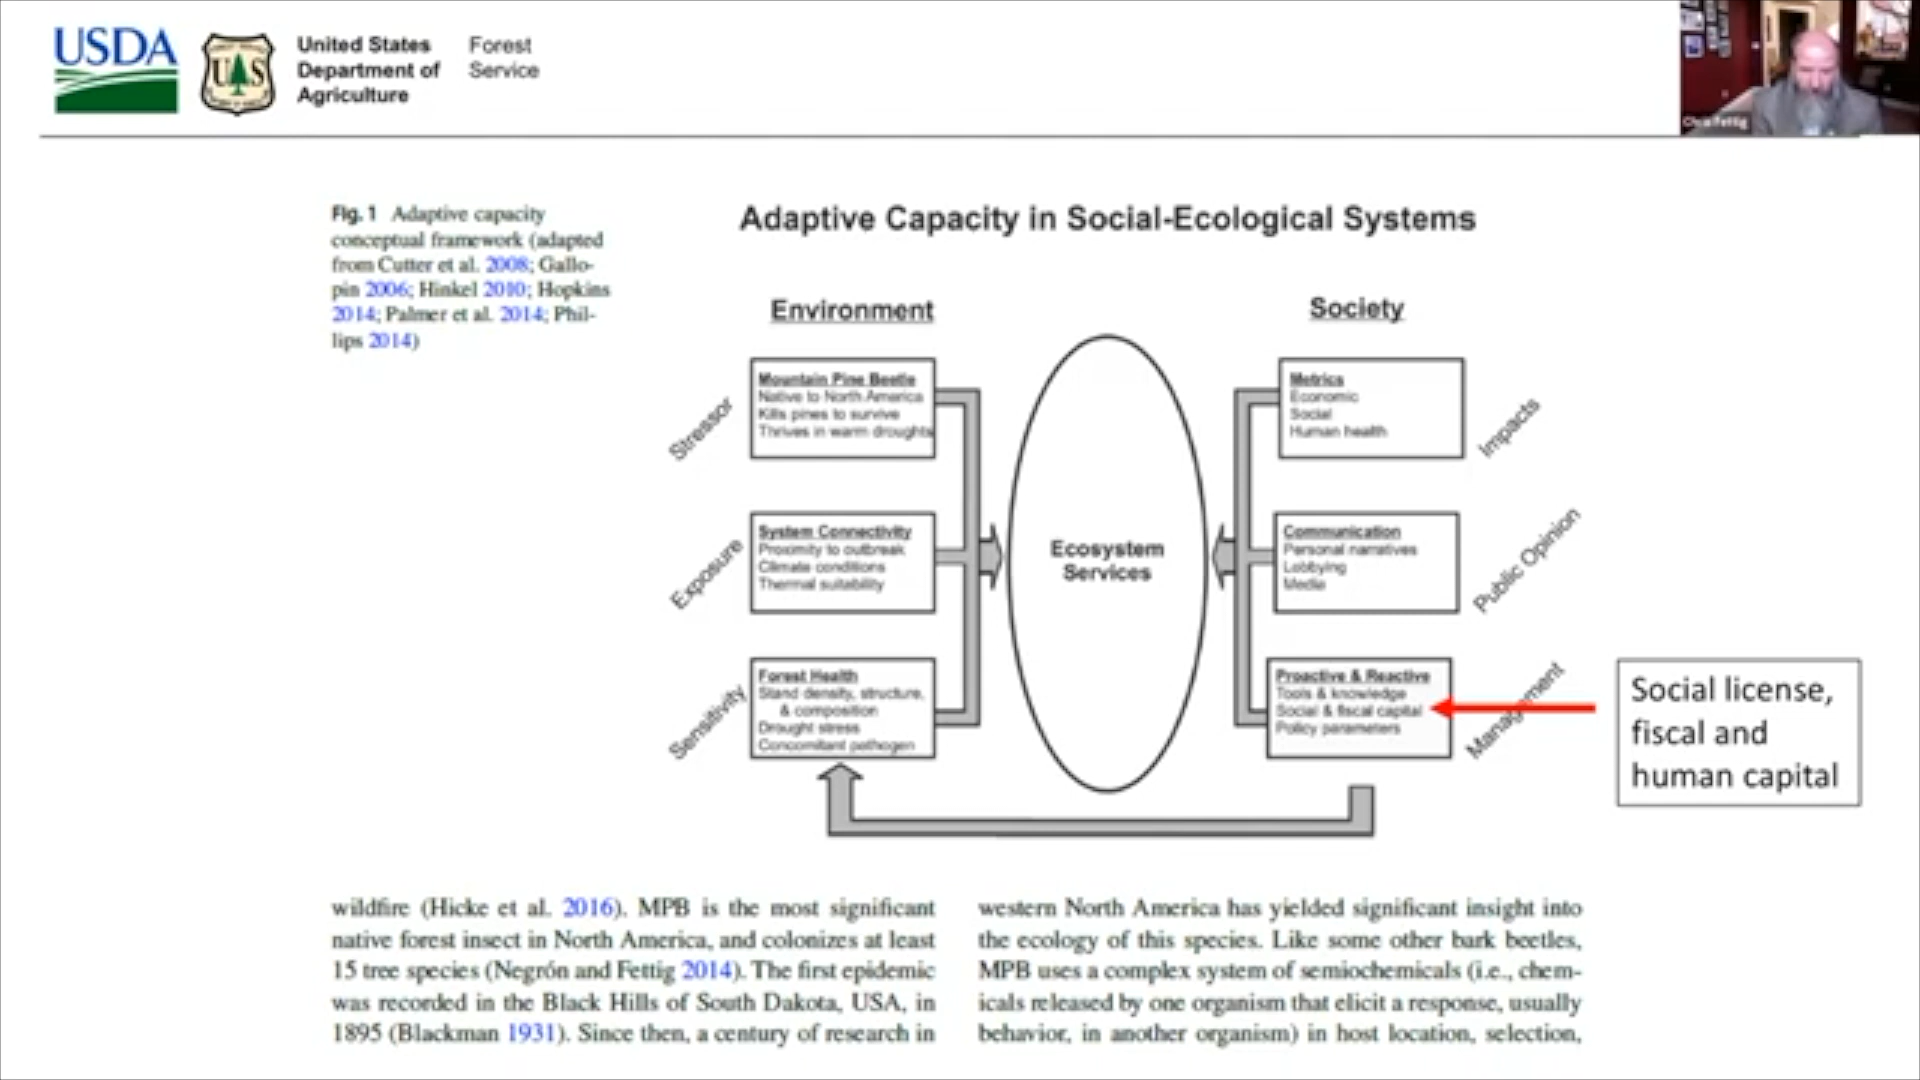 USDA
United States
Department of
Agriculture
Forest
Service
UAS
Chris Fettig
Fig. 1 Adaptive capacity
conceptual framework (adapted
from Cutter et al. 2008; Gallo-
pin 2006; Hinkel 2010; Hopkins
2014; Palmer et al. 2014; Phil-
lips 2014)
Adaptive Capacity in Social-Ecological Systems
Environment
Society
Stressor
Mountain Pine Beetle
Native to North America
Kills pines to survive
Thrives in warm droughts
Metrics
Economic
Social
Human health
Impacts
Exposure
System Connectivity
Proximity to outbreak
Climate conditions
Thermal suitability
Ecosystem
Services
Communication
Personal narratives
Lobbying
Media
Public Opinion
Sensitivity
Forest Health
Stand density, structure,
& composition
Drought stress
Concomitant pathogen
Proactive & Reactive
Tools & knowledge
Social & fiscal capital
Policy parameters
Management
Social license,
fiscal and
human capital
wildfire (Hicke et al. 2016). MPB is the most significant
native forest insect in North America, and colonizes at least
15 tree species (Negrón and Fettig 2014). The first epidemic
was recorded in the Black Hills of South Dakota, USA, in
1895 (Blackman 1931). Since then, a century of research in
western North America has yielded significant insight into
the ecology of this species. Like some other bark beetles,
MPB uses a complex system of semiochemicals (i.e., chem-
icals released by one organism that elicit a response, usually
behavior, in another organism) in host location, selection,